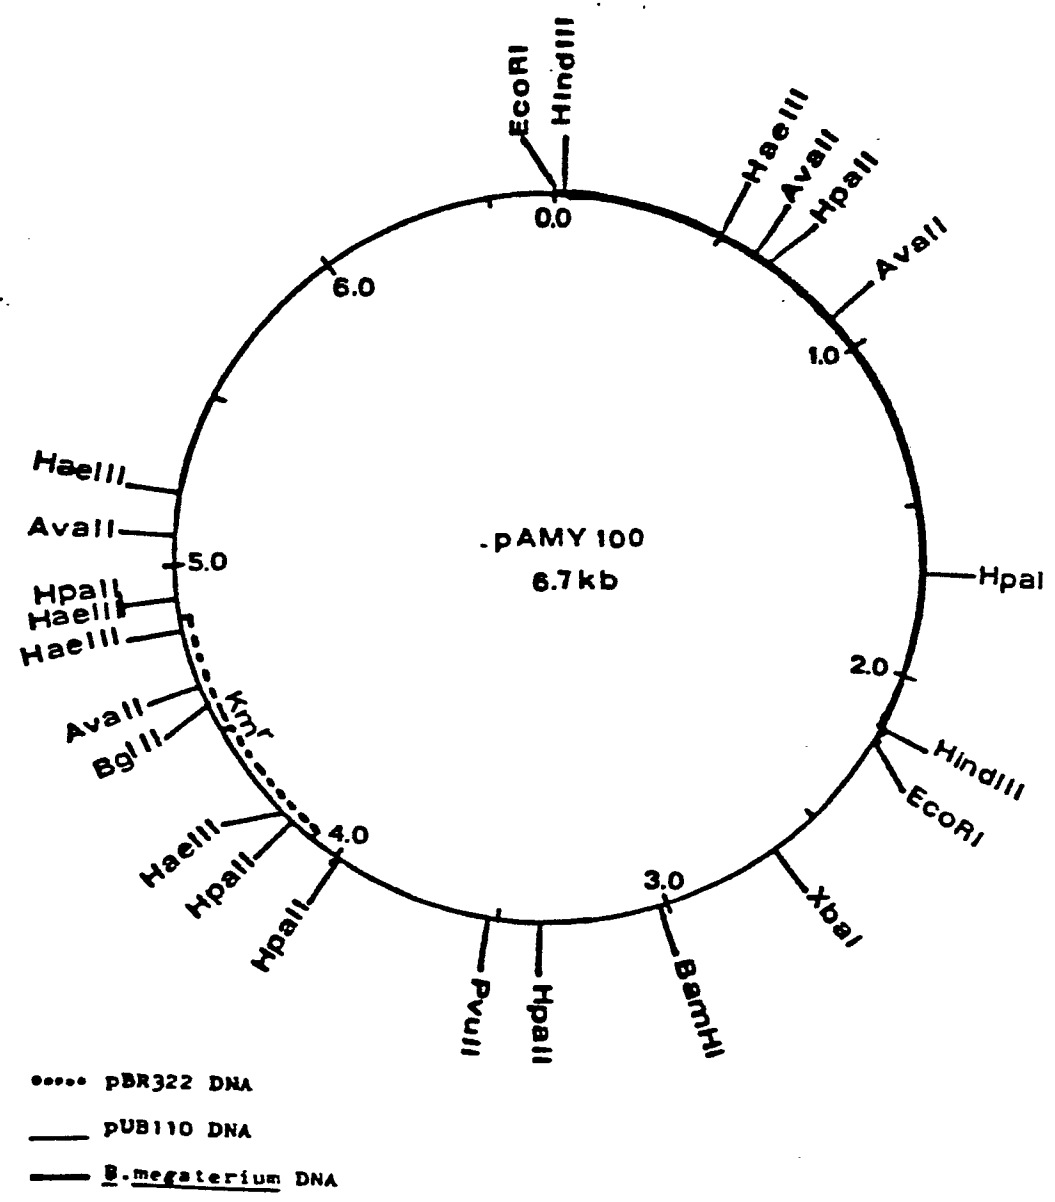 EcoRI
HindIII
HaeIII
AvaII
HpaII
AvaII
0.0
6.0
1.0
HaeIII
AvaII
5.0
.pAMY 100
6.7kb
HpaI
HpaII
HaeIII
HaeIII
2.0
AvaII
Kmr
BglII
HindIII
EcoRI
HaeIII
4.0
HpaII
3.0
XbaI
HpaII
BamHI
PvuII
HpaII
pBR322 DNA
pUB110 DNA
B.megaterium DNA